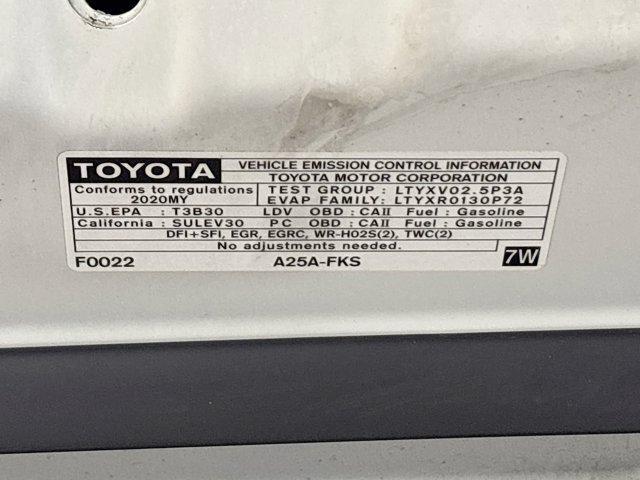 TOYOTA
VEHICLE EMISSION CONTROL INFORMATION
TOYOTA MOTOR CORPORATION
Conforms to regulations
2020MY
TEST GROUP : LTYXV02.5P3A
EVAP FAMILY: LTYXR0130P72
U.S.EPA : T3B30 LDV OBD : CAII Fuel : Gasoline
California : SULEV30 PC OBD : CAII Fuel : Gasoline
DFI+SFI, EGR, EGRC, WR-HO2S(2), TWC(2)
No adjustments needed.
F0022 A25A-FKS 7W